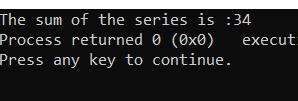 The sum of the series is :34
Process returned 0 (0x0)   execut
Press any key to continue.